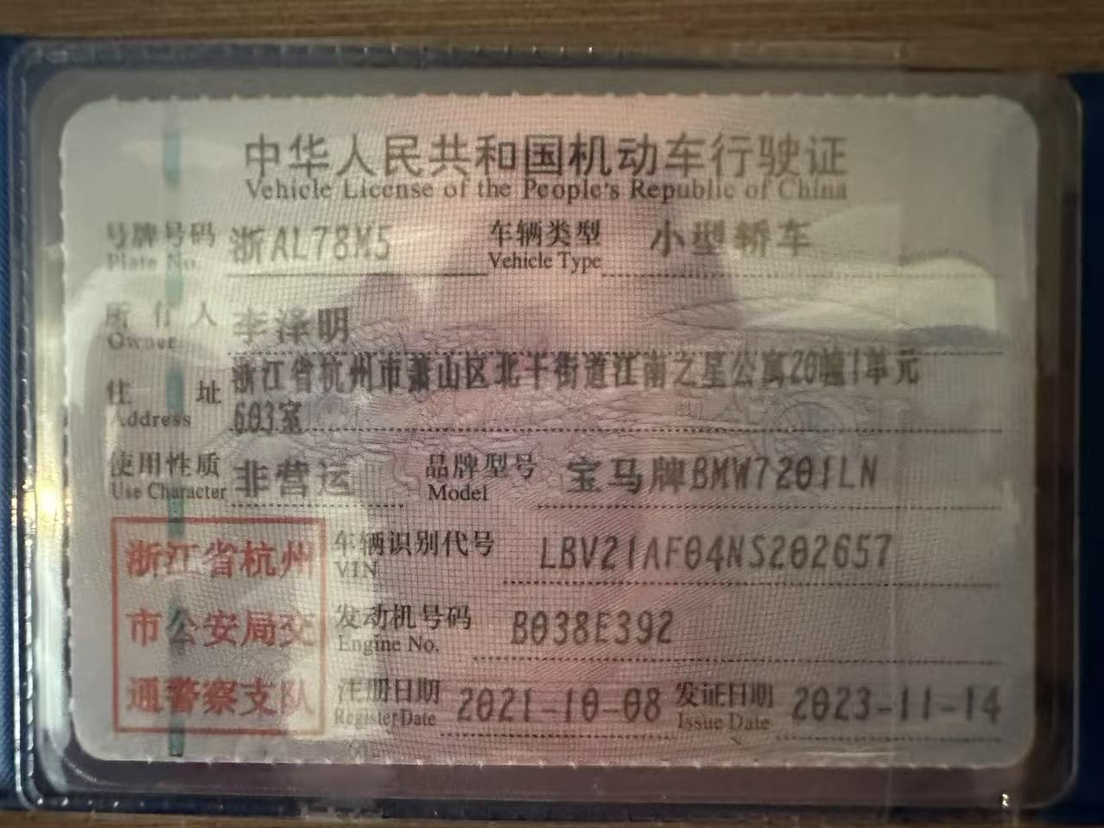 中华人民共和国机动车行驶证
Vehicle License of the People's Republic of China
号牌号码 浙AL78M5 车辆类型 小型轿车
Plate No. Vehicle Type
所有人 李泽明
Owner
浙江省杭州市萧山区北干街道江南之星公寓20幢1单元
住址 603室
Address
使用性质 非营运 品牌型号 宝马牌BMW7201LN
Use Character Model
浙江省杭州 车辆识别代号 LBV21AF04NS202657
VIN
市公安局交 发动机号码 B038E392
Engine No.
通警察支队 注册日期 2021-10-08 发证日期 2023-11-14
Register Date Issue Date